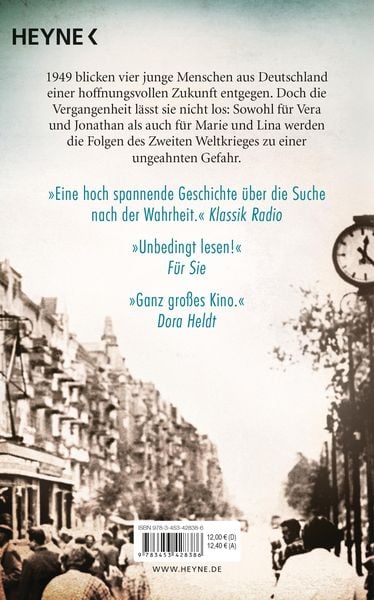 HEYNE
1949 blicken vier junge Menschen aus Deutschland
einer hoffnungsvollen Zukunft entgegen. Doch die
Vergangenheit lässt sie nicht los: Sowohl für Vera
und Jonathan als auch für Marie und Lina werden
die Folgen des Zweiten Weltkrieges zu einer
ungeahnten Gefahr.
»Eine hoch spannende Geschichte über die Suche
nach der Wahrheit.« Klassik Radio
»Unbedingt lesen!«
Für Sie
»Ganz großes Kino.«
Dora Heldt
ISBN 978-3-453-42838-6
12,00 € (D)
12,40 € (A)
9 783453 428386
WWW.HEYNE.DE